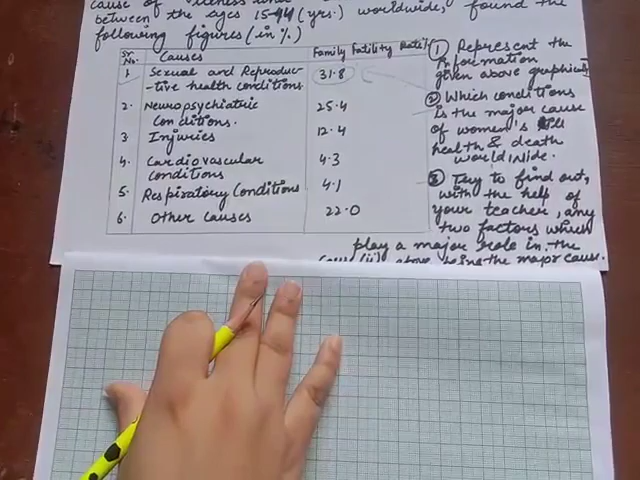 between the ages 15-44 (yrs.) worldwide, found the
following figures (in %)
Sr. No. Causes Family Fatility Rate%
1 Sexual and Reproduc-
-tive health conditions. 31.8
2. Neuropsychiatric
Conditions. 25.4
3. Injuries 12.4
4. Cardiovascular
conditions 4.3
5. Respiratory Conditions 4.1
6. Other causes 22.0
① Represent the
information
given above graphically
② Which conditions
is the major cause
of women's ill
health & death
worldwide.
③ Try to find out,
with the help of
your teacher, any
two factors which
play a major role in the
cause (ii) above being the major cause.